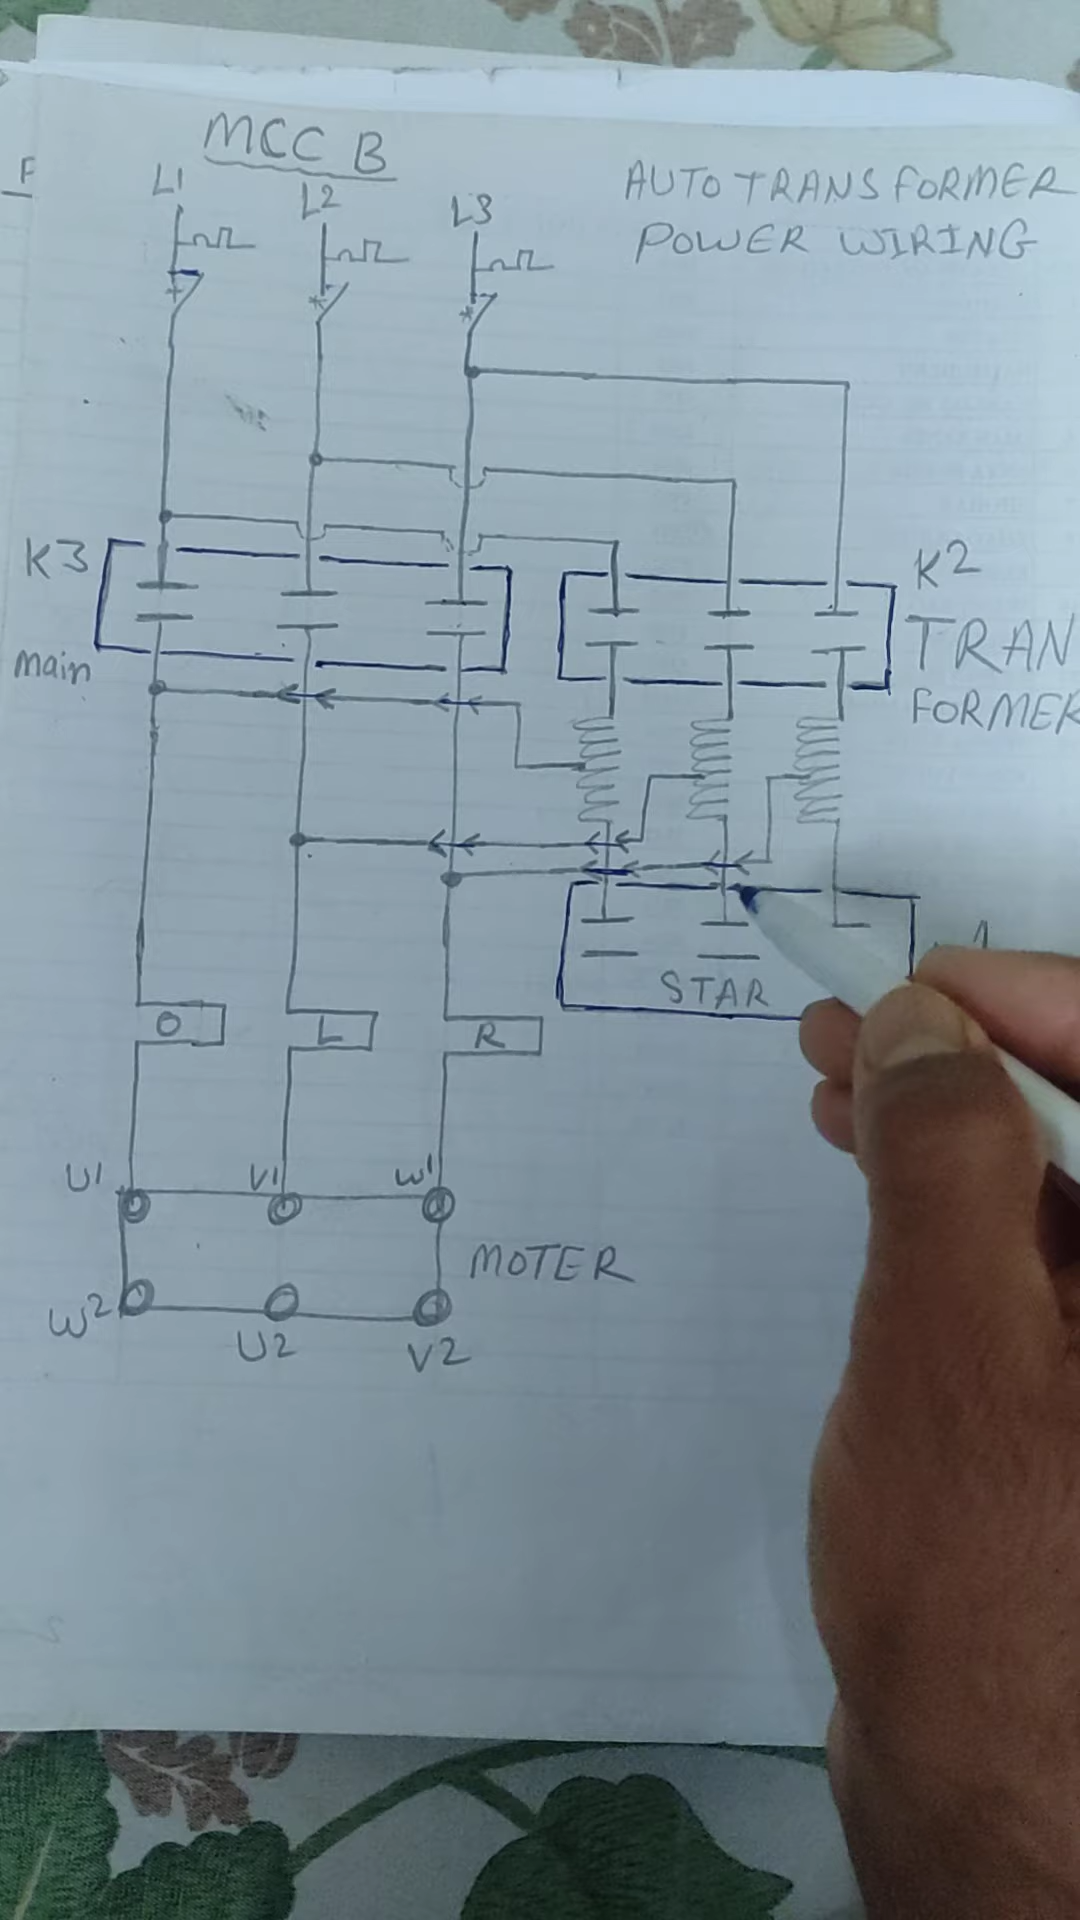 MCC B
AUTO TRANSFORMER
POWER WIRING
L1
L2
L3
K3
main
K2
TRAN
FORMER
STAR
O
L
R
U1
V1
W1
MOTER
W2
U2
V2